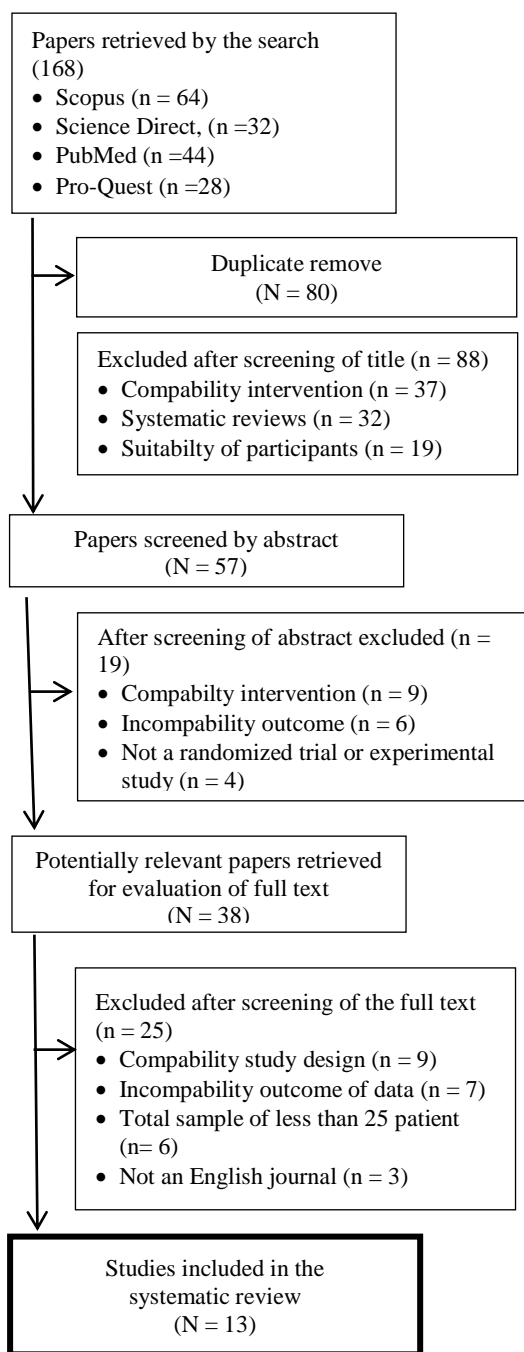 Papers retrieved by the search
(168)
• Scopus (n = 64)
• Science Direct, (n =32)
• PubMed (n =44)
• Pro-Quest (n =28)
Duplicate remove
(N = 80)
Excluded after screening of title (n = 88)
• Compability intervention (n = 37)
• Systematic reviews (n = 32)
• Suitabilty of participants (n = 19)
Papers screened by abstract
(N = 57)
After screening of abstract excluded (n =
19)
• Compabilty intervention (n = 9)
• Incompability outcome (n = 6)
• Not a randomized trial or experimental
study (n = 4)
Potentially relevant papers retrieved
for evaluation of full text
(N = 38)
Excluded after screening of the full text
(n = 25)
• Compability study design (n = 9)
• Incompability outcome of data (n = 7)
• Total sample of less than 25 patient
(n= 6)
• Not an English journal (n = 3)
Studies included in the
systematic review
(N = 13)